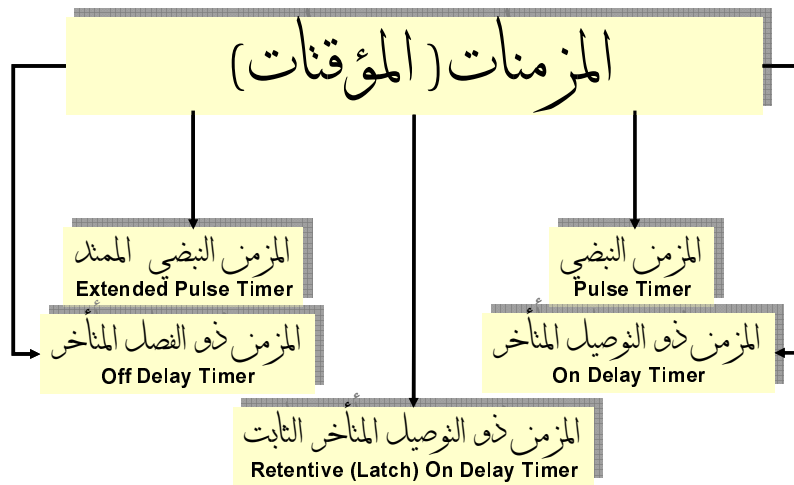 المزمنات ( المؤقتات )
المزمن النبضي
Pulse Timer
المزمن النبضي الممتد
Extended Pulse Timer
المزمن ذو التوصيل المتأخر
On Delay Timer
المزمن ذو الفصل المتأخر
Off Delay Timer
المزمن ذو التوصيل المتأخر الثابت
Retentive (Latch) On Delay Timer